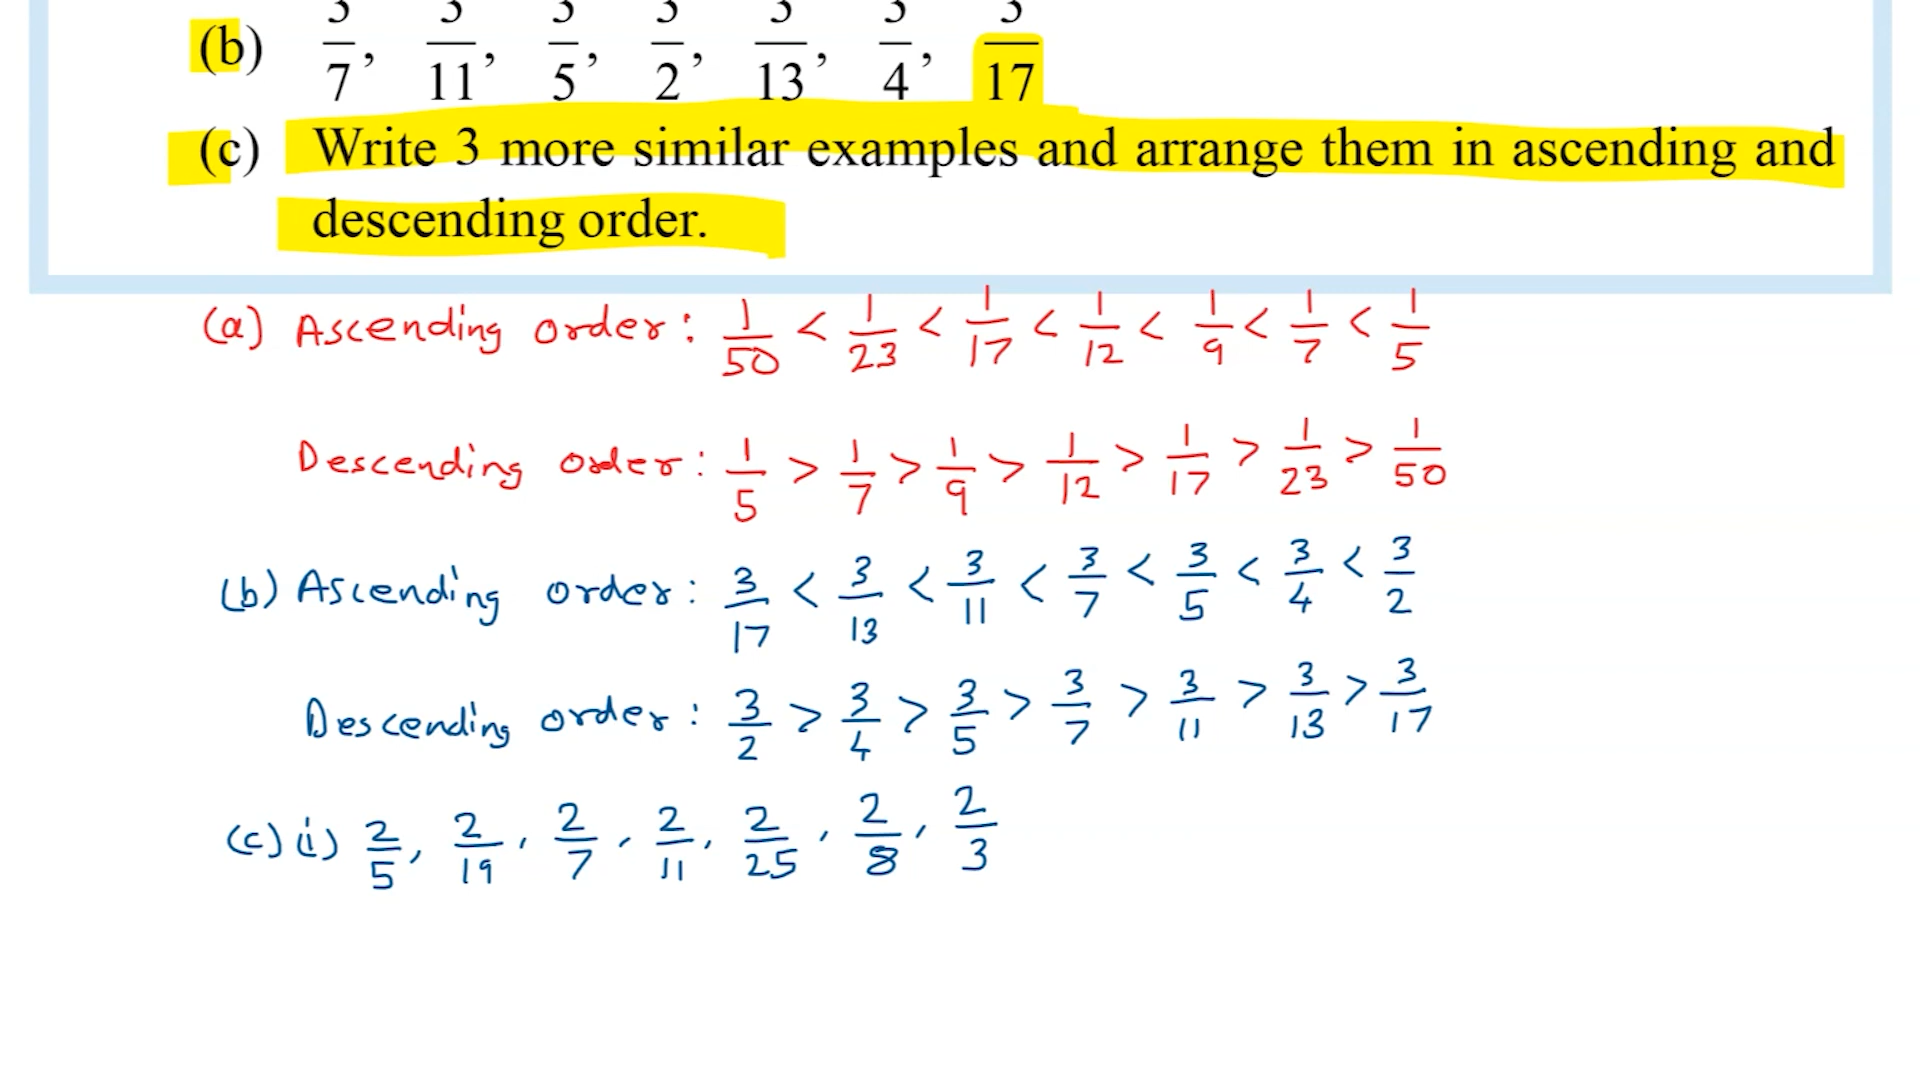 (b) 3/7, 3/11, 3/5, 3/2, 3/13, 3/4, 3/17
(c) Write 3 more similar examples and arrange them in ascending and
descending order.
(a) Ascending order: 1/50 < 1/23 < 1/17 < 1/12 < 1/9 < 1/7 < 1/5
Descending order: 1/5 > 1/7 > 1/9 > 1/12 > 1/17 > 1/23 > 1/50
(b) Ascending order: 3/17 < 3/13 < 3/11 < 3/7 < 3/5 < 3/4 < 3/2
Descending order: 3/2 > 3/4 > 3/5 > 3/7 > 3/11 > 3/13 > 3/17
(c) (i) 2/5, 2/19, 2/7, 2/11, 2/25, 2/8, 2/3